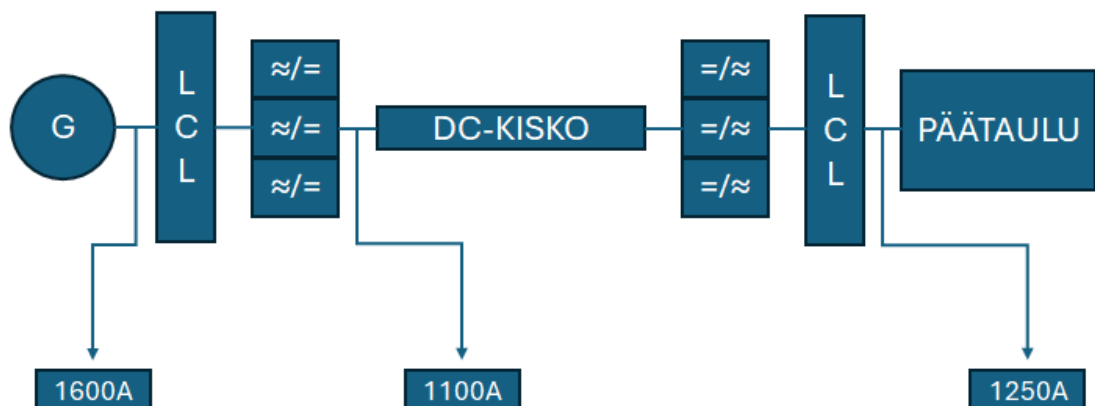 G
L
C
L
≈/=
≈/=
≈/=
DC-KISKO
=/≈
=/≈
=/≈
L
C
L
PÄÄTAULU
1600A
1100A
1250A